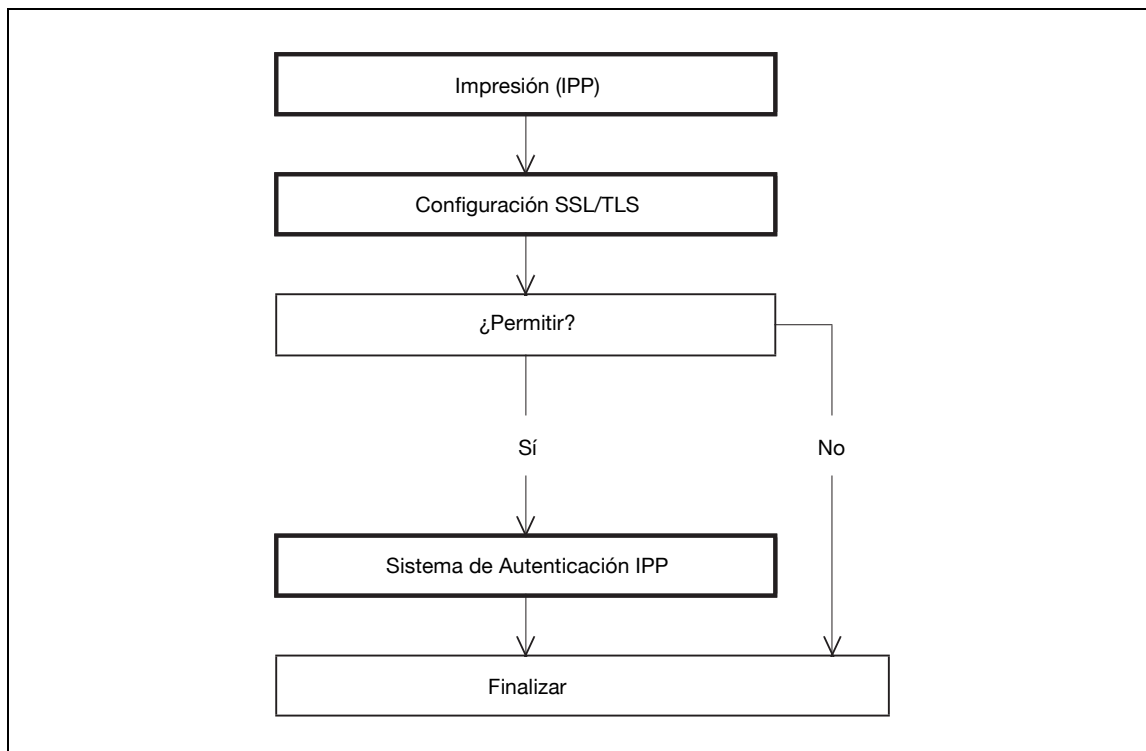 Impresión (IPP)
Configuración SSL/TLS
¿Permitir?
Sí
No
Sistema de Autenticación IPP
Finalizar